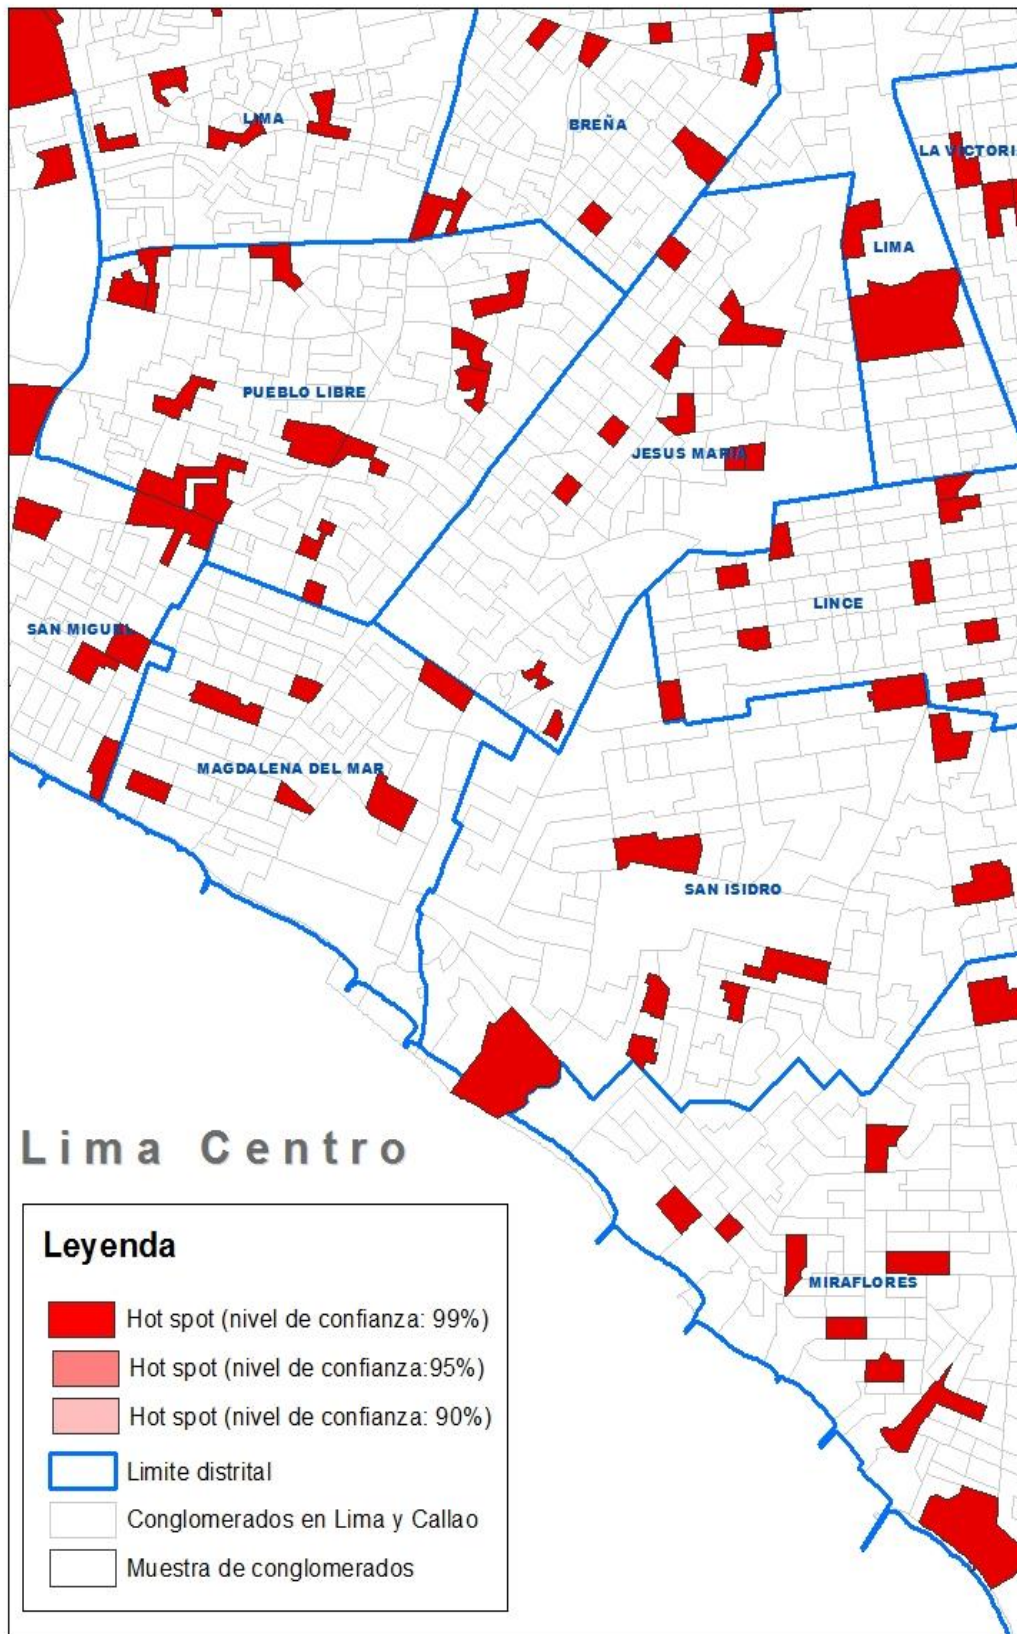 LIMA
BREÑA
LA VICTORI
LIMA
PUEBLO LIBRE
JESUS MARIA
LINCE
SAN MIGUEL
MAGDALENA DEL MAR
SAN ISIDRO
Lima Centro
MIRAFLORES
Leyenda
Hot spot (nivel de confianza: 99%)
Hot spot (nivel de confianza:95%)
Hot spot (nivel de confianza: 90%)
Limite distrital
Conglomerados en Lima y Callao
Muestra de conglomerados